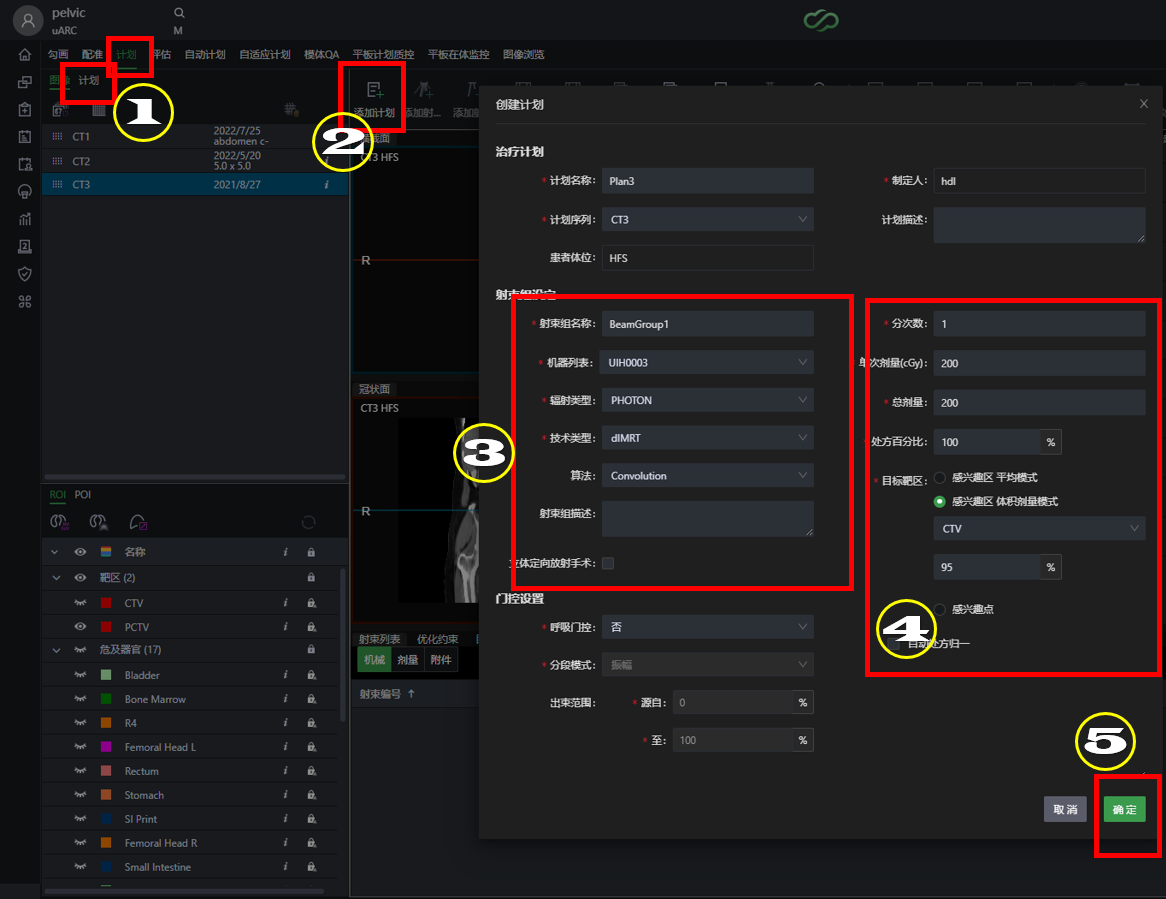 pelvic
uARC
M
勾画 配准 计划 评估 自动计划 自适应计划 模体QA 平板计划质控 平板在体监控 图像浏览
图像 计划
1
CT1 2022/7/25
abdomen c-
CT2 2022/5/20
5.0 x 5.0
CT3 2021/8/27
添加计划 添加射...
2
CT3 HFS
R
冠状面
CT3 HFS
R
ROI POI
名称
靶区 (2)
CTV
PCTV
危及器官 (17)
Bladder
Bone Marrow
R4
Femoral Head L
Rectum
Stomach
SI Print
Femoral Head R
Small Intestine
射束列表 优化约束
机械 剂量 附件
射束编号 ↑
创建计划
治疗计划
* 计划名称: Plan3
* 制定人: hdl
* 计划序列: CT3
计划描述:
患者体位: HFS
射束组设定
3
* 射束组名称: BeamGroup1
* 机器列表: UIH0003
* 辐射类型: PHOTON
* 技术类型: dIMRT
算法: Convolution
射束组描述:
立体定向放射手术:
* 分次数: 1
单次剂量(cGy): 200
* 总剂量: 200
* 处方百分比: 100 %
* 目标靶区: 感兴趣区 平均模式
感兴趣区 体积剂量模式
CTV
95 %
感兴趣点
4
自动处方归一
门控设置
* 呼吸门控: 否
* 分段模式: 振幅
出束范围: * 源自: 0 %
* 至: 100 %
5
取消 确定